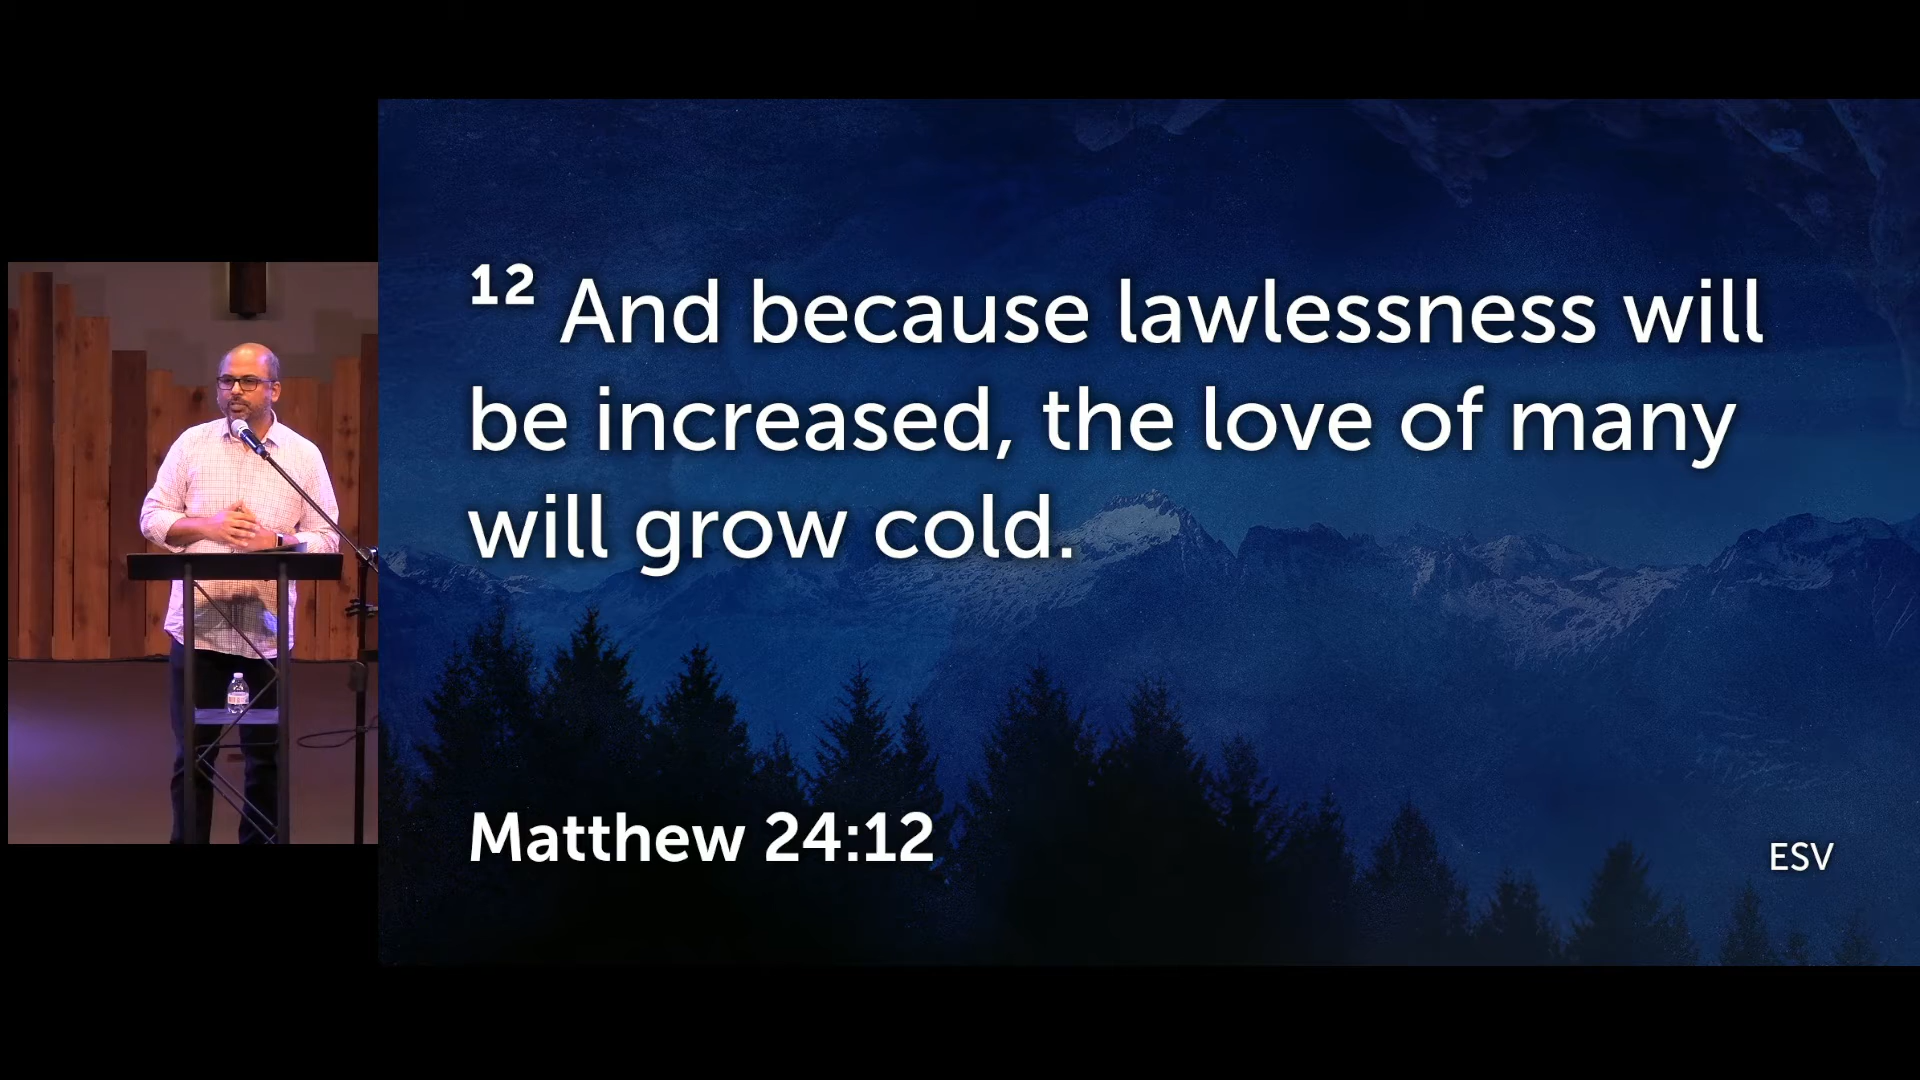 12 And because lawlessness will
be increased, the love of many
will grow cold.
Matthew 24:12
ESV